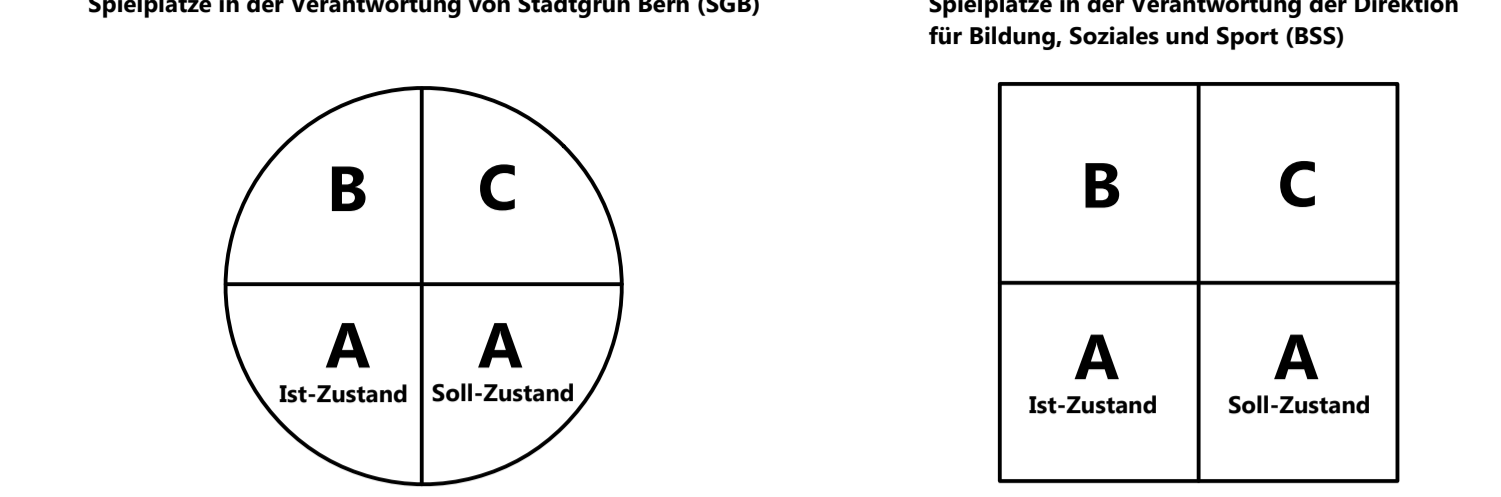 Spielplätze in der Verantwortung von Stadtgrün Bern (SGB)
Spielplätze in der Verantwortung der Direktion
für Bildung, Soziales und Sport (BSS)
B C
A A
Ist-Zustand Soll-Zustand
B C
A A
Ist-Zustand Soll-Zustand